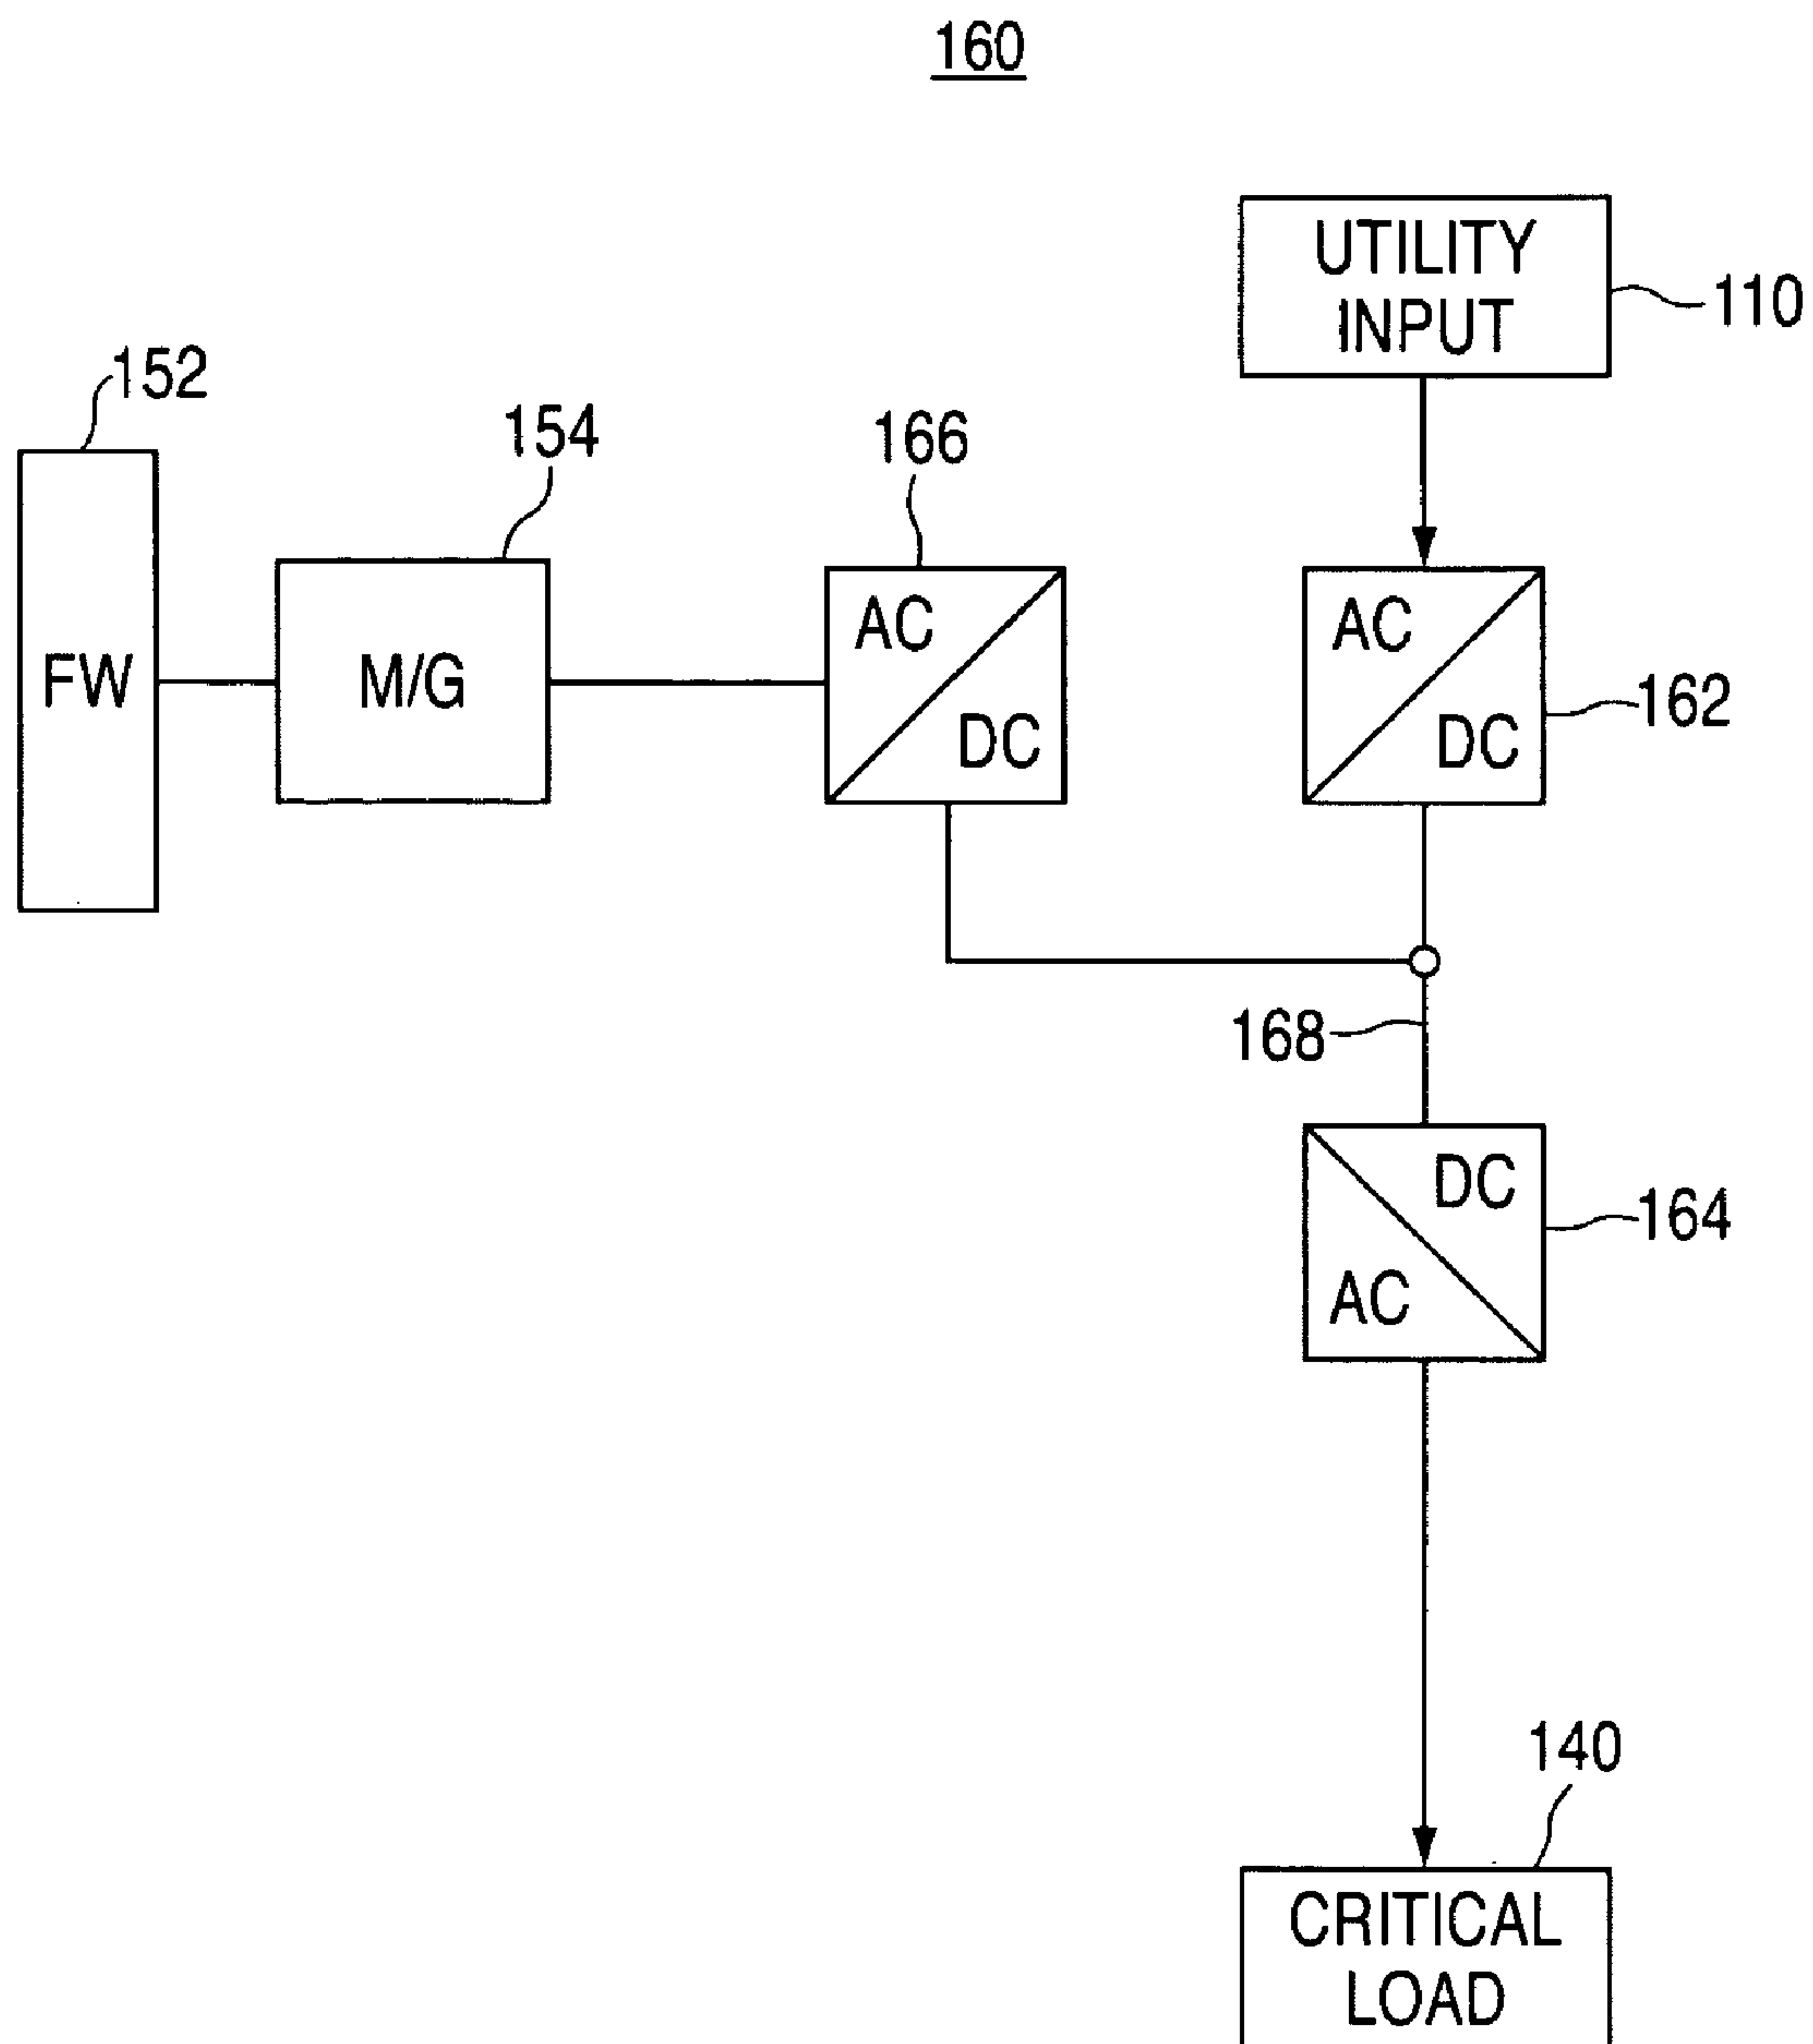 160
UTILITY
INPUT
110
152
154
166
FW
M/G
AC
DC
AC
DC
162
168
DC
AC
164
140
CRITICAL
LOAD